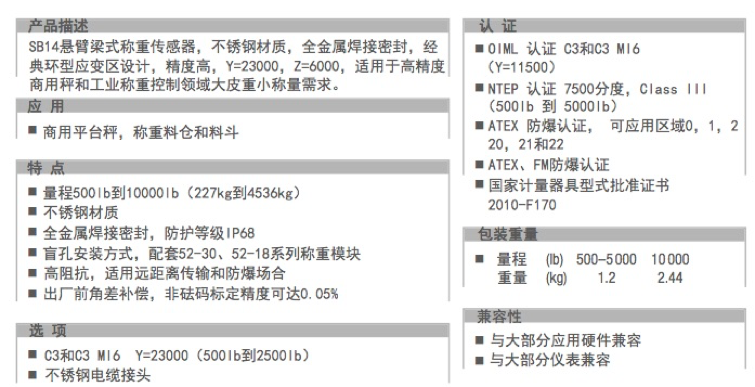 产品描述
SB14悬臂梁式称重传感器，不锈钢材质，全金属焊接密封，经
典环型应变区设计，精度高，Y=23000，Z=6000，适用于高精度
商用秤和工业称重控制领域大皮重小称量需求。
应 用
■ 商用平台秤，称重料仓和料斗
特 点
■ 量程500lb到10000lb（227kg到4536kg）
■ 不锈钢材质
■ 全金属焊接密封，防护等级IP68
■ 盲孔安装方式，配套52-30、52-18系列称重模块
■ 高阻抗，适用远距离传输和防爆场合
■ 出厂前角差补偿，非砝码标定精度可达0.05%
选 项
■ C3和C3 MI6 Y=23000（500lb到2500lb）
■ 不锈钢电缆接头
认 证
■ OIML 认证 C3和C3 MI6
（Y=11500）
■ NTEP 认证 7500分度，Class III
（500lb 到 5000lb）
■ ATEX 防爆认证， 可应用区域0，1，2
20，21和22
■ ATEX、FM防爆认证
■ 国家计量器具型式批准证书
2010-F170
包装重量
■ 量程 (lb) 500-5000 10000
重量 (kg) 1.2 2.44
兼容性
■ 与大部分应用硬件兼容
■ 与大部分仪表兼容